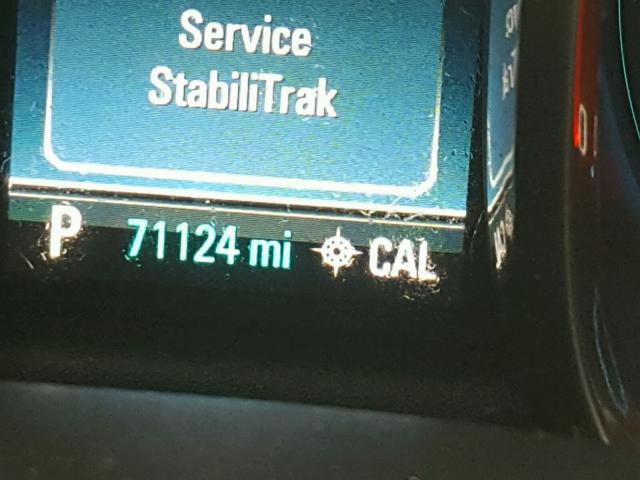 Service
StabiliTrak
P 71124 mi CAL